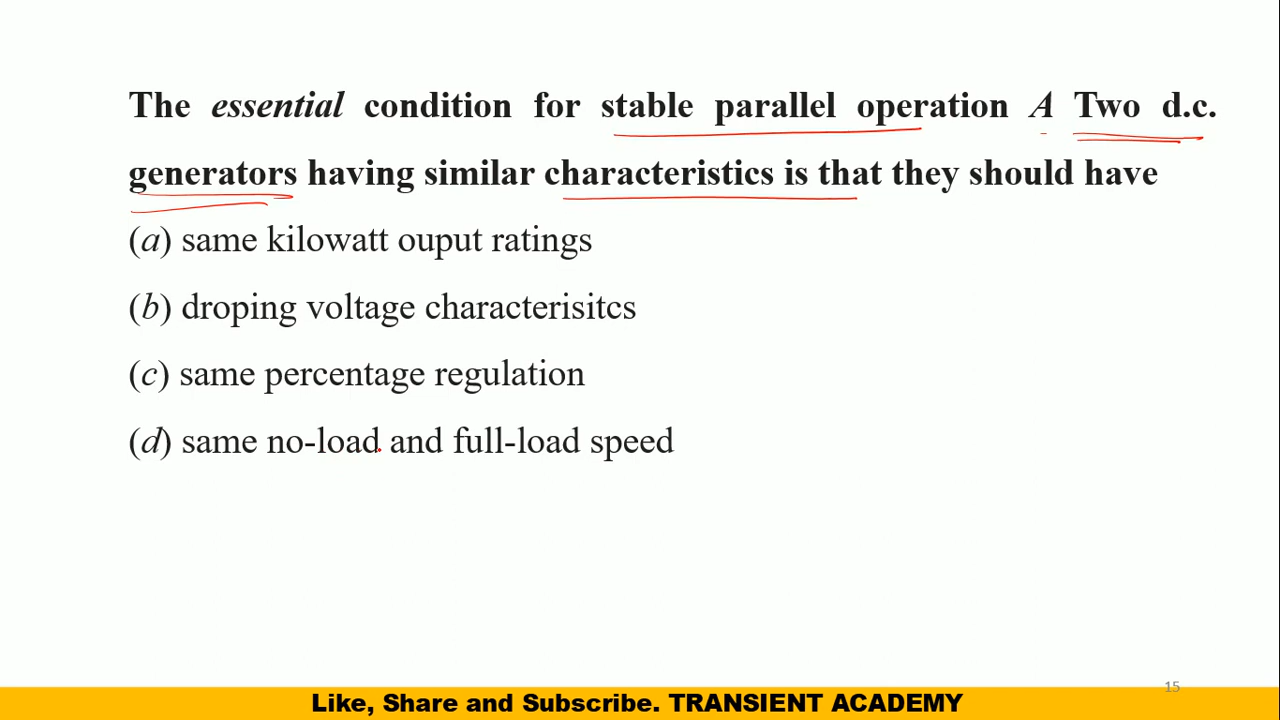 The essential condition for stable parallel operation A Two d.c.
generators having similar characteristics is that they should have
(a) same kilowatt ouput ratings
(b) droping voltage characterisitcs
(c) same percentage regulation
(d) same no-load and full-load speed
15
Like, Share and Subscribe. TRANSIENT ACADEMY